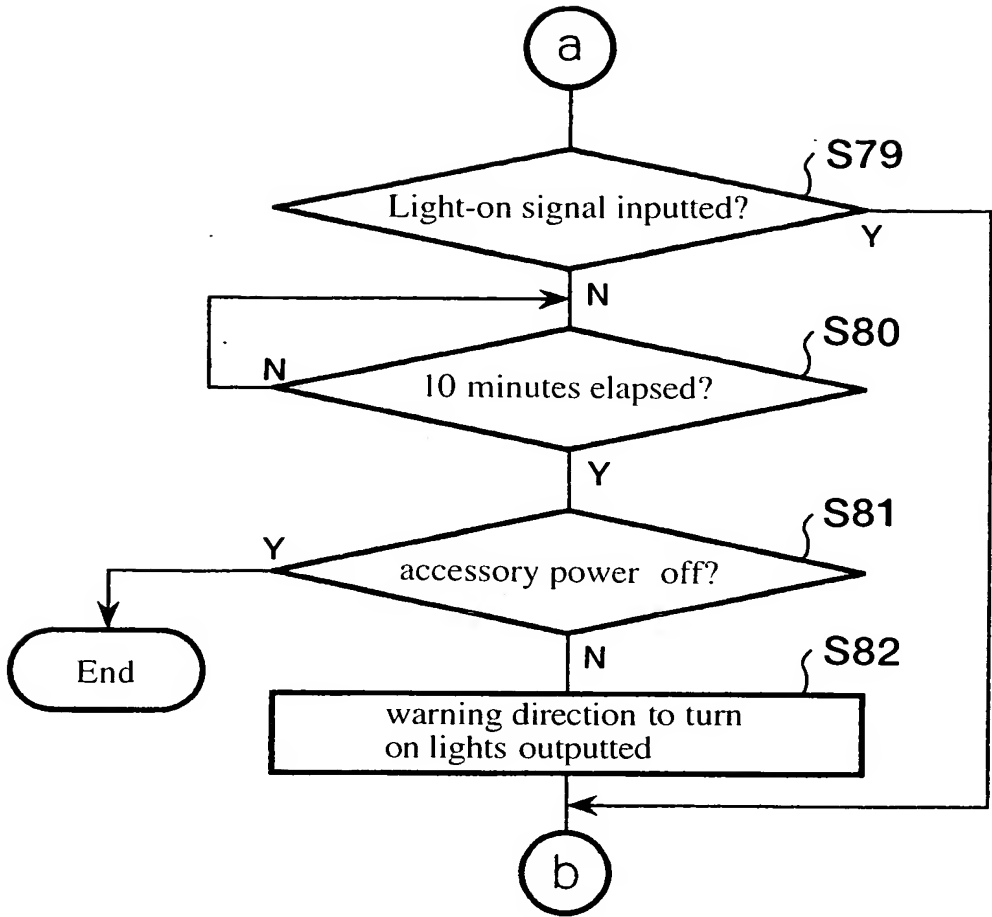 a
S79
Light-on signal inputted?
Y
N
S80
N
10 minutes elapsed?
Y
S81
Y
accessory power off?
N
End
S82
warning direction to turn
on lights outputted
b